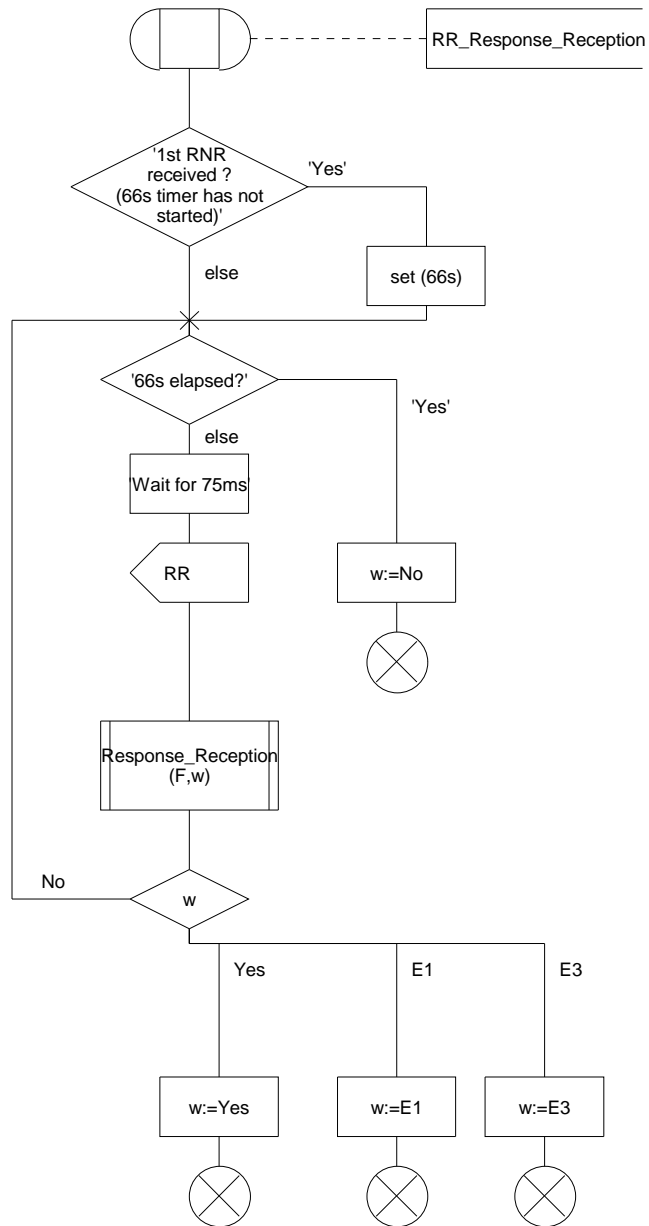 RR_Response_Reception
'1st RNR
received ?
(66s timer has not
started)'
'Yes'
else
set (66s)
'66s elapsed?'
'Yes'
else
'Wait for 75ms'
RR
w:=No
Response_Reception
(F,w)
No
w
Yes
E1
E3
w:=Yes
w:=E1
w:=E3